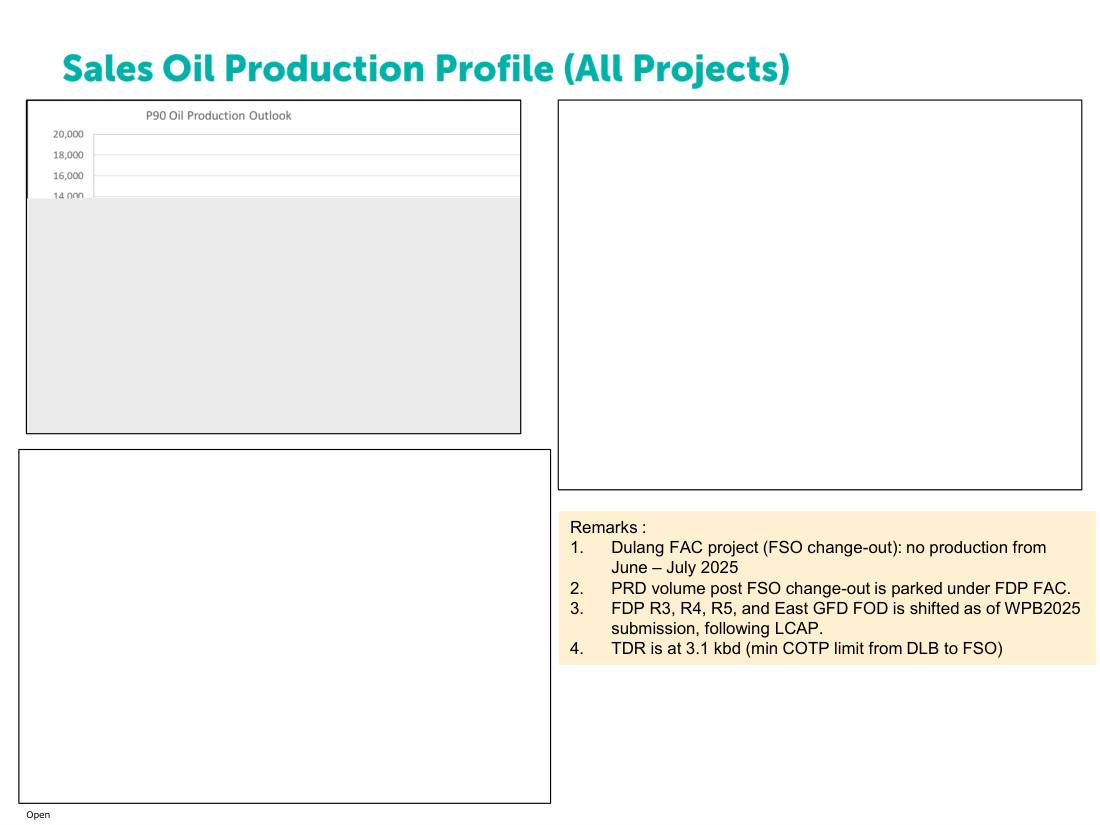 Sales Oil Production Profile (All Projects)
P90 Oil Production Outlook
20,000
18,000
16,000
14,000
Remarks :
1. Dulang FAC project (FSO change-out): no production from
June – July 2025
2. PRD volume post FSO change-out is parked under FDP FAC.
3. FDP R3, R4, R5, and East GFD FOD is shifted as of WPB2025
submission, following LCAP.
4. TDR is at 3.1 kbd (min COTP limit from DLB to FSO)
Open